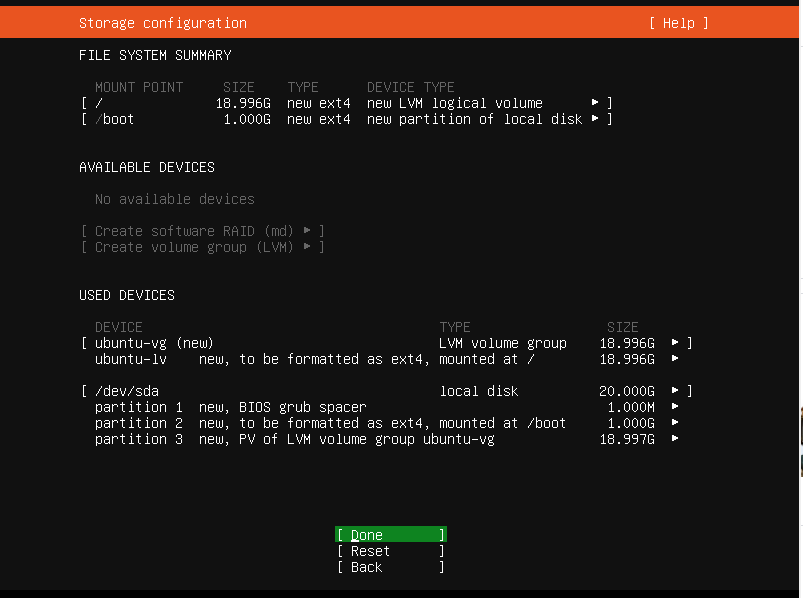 Storage configuration [ Help ]
FILE SYSTEM SUMMARY
MOUNT POINT SIZE TYPE DEVICE TYPE
[ / 18.996G new ext4 new LVM logical volume ▸ ]
[ /boot 1.000G new ext4 new partition of local disk ▸ ]
AVAILABLE DEVICES
No available devices
[ Create software RAID (md) ▸ ]
[ Create volume group (LVM) ▸ ]
USED DEVICES
DEVICE TYPE SIZE
[ ubuntu-vg (new) LVM volume group 18.996G ▸ ]
ubuntu-lv new, to be formatted as ext4, mounted at / 18.996G ▸
[ /dev/sda local disk 20.000G ▸ ]
partition 1 new, BIOS grub spacer 1.000M ▸
partition 2 new, to be formatted as ext4, mounted at /boot 1.000G ▸
partition 3 new, PV of LVM volume group ubuntu-vg 18.997G ▸
[ Done ]
[ Reset ]
[ Back ]